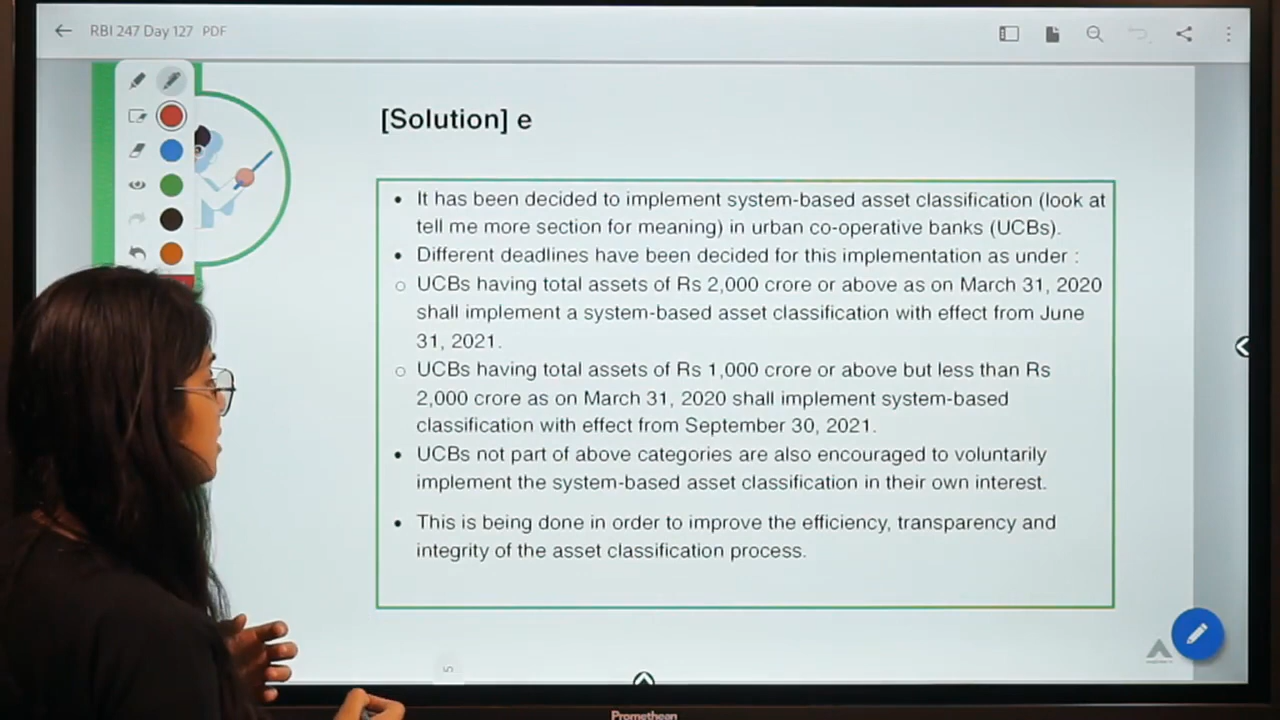 RBI 247 Day 127 PDF
[Solution] e
• It has been decided to implement system-based asset classification (look at
tell me more section for meaning) in urban co-operative banks (UCBs).
• Different deadlines have been decided for this implementation as under :
○ UCBs having total assets of Rs 2,000 crore or above as on March 31, 2020
shall implement a system-based asset classification with effect from June
31, 2021.
○ UCBs having total assets of Rs 1,000 crore or above but less than Rs
2,000 crore as on March 31, 2020 shall implement system-based
classification with effect from September 30, 2021.
• UCBs not part of above categories are also encouraged to voluntarily
implement the system-based asset classification in their own interest.
• This is being done in order to improve the efficiency, transparency and
integrity of the asset classification process.
5
Promethean